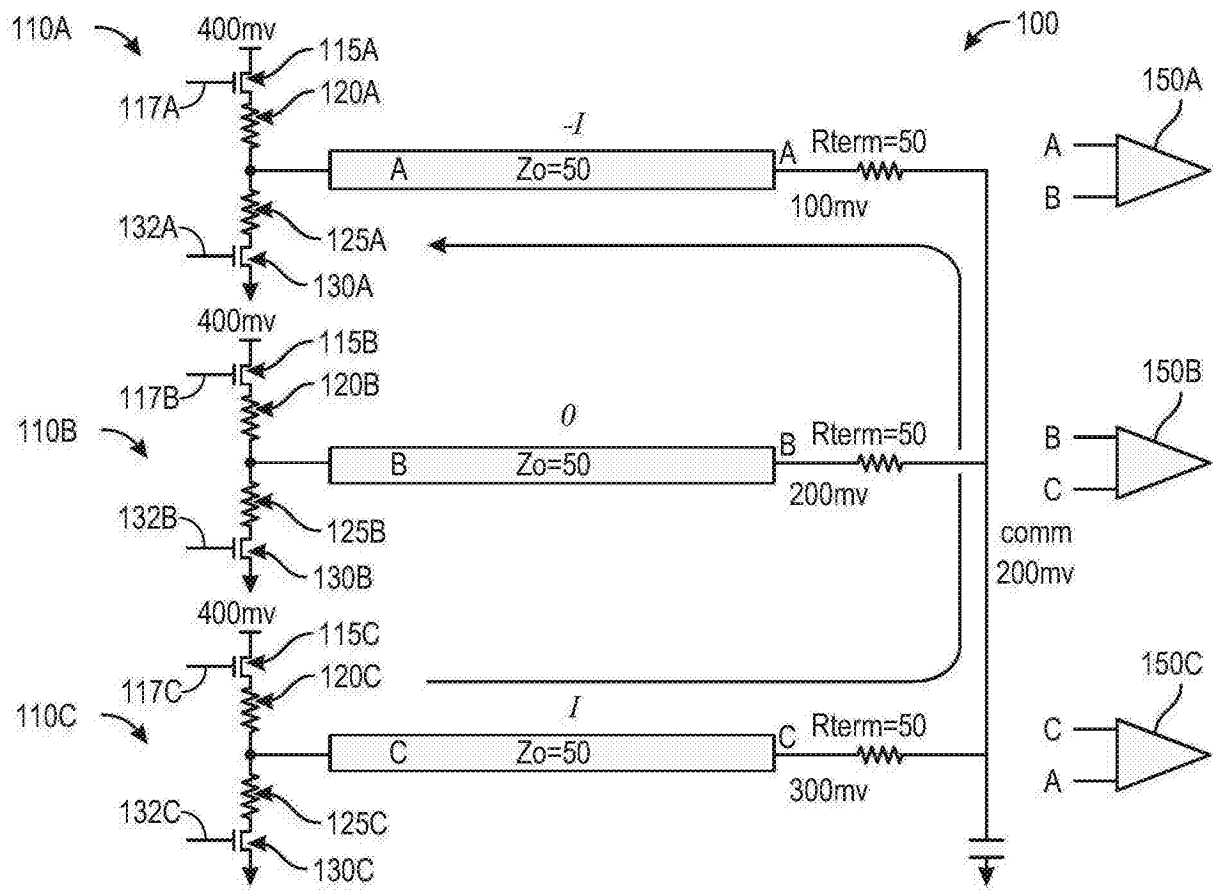 110A
400mv
115A
100
117A
120A
150A
-I
A
Zo=50
A
Rterm=50
100mv
A
B
132A
125A
130A
400mv
115B
117B
120B
150B
110B
0
B
Zo=50
B
Rterm=50
200mv
B
C
132B
125B
comm
200mv
130B
400mv
115C
117C
120C
150C
110C
I
C
Zo=50
C
Rterm=50
300mv
C
A
132C
125C
130C